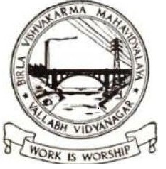 BIRLA VISHVAKARMA MAHAVIDYALAYA
VALLABH VIDYANAGAR
WORK IS WORSHIP